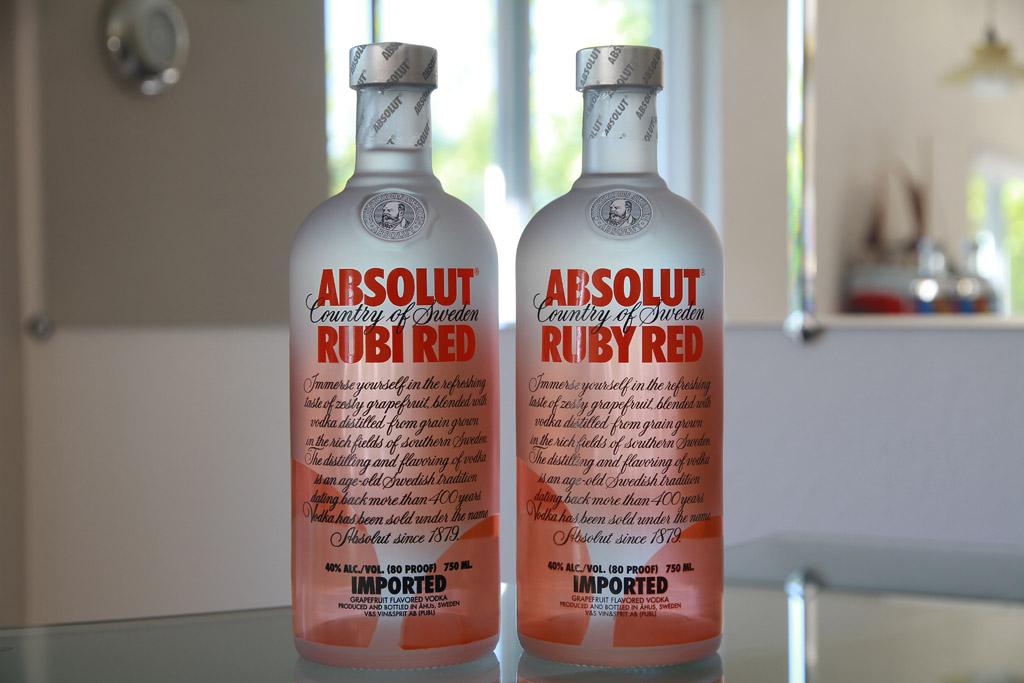 ABSOLUT
ABSOLUT
ABSOLUT®
Country of Sweden
RUBI RED
Immerse yourself in the refreshing
taste of zesty grapefruit, blended with
vodka distilled from grain grown
in the rich fields of southern Sweden.
The distilling and flavoring of vodka
is an age-old Swedish tradition
dating back more than 400 years.
Vodka has been sold under the name
Absolut since 1879.
40% ALC./VOL. (80 PROOF) 750 ML.
IMPORTED
GRAPEFRUIT FLAVORED VODKA
PRODUCED AND BOTTLED IN ÅHUS, SWEDEN
V&S VIN&SPRIT AB (PUBL)
ABSOLUT
ABSOLUT
ABSOLUT®
Country of Sweden
RUBY RED
Immerse yourself in the refreshing
taste of zesty grapefruit, blended with
vodka distilled from grain grown
in the rich fields of southern Sweden.
The distilling and flavoring of vodka
is an age-old Swedish tradition
dating back more than 400 years.
Vodka has been sold under the name
Absolut since 1879.
40% ALC./VOL. (80 PROOF) 750 ML.
IMPORTED
GRAPEFRUIT FLAVORED VODKA
PRODUCED AND BOTTLED IN ÅHUS, SWEDEN
V&S VIN&SPRIT AB (PUBL)